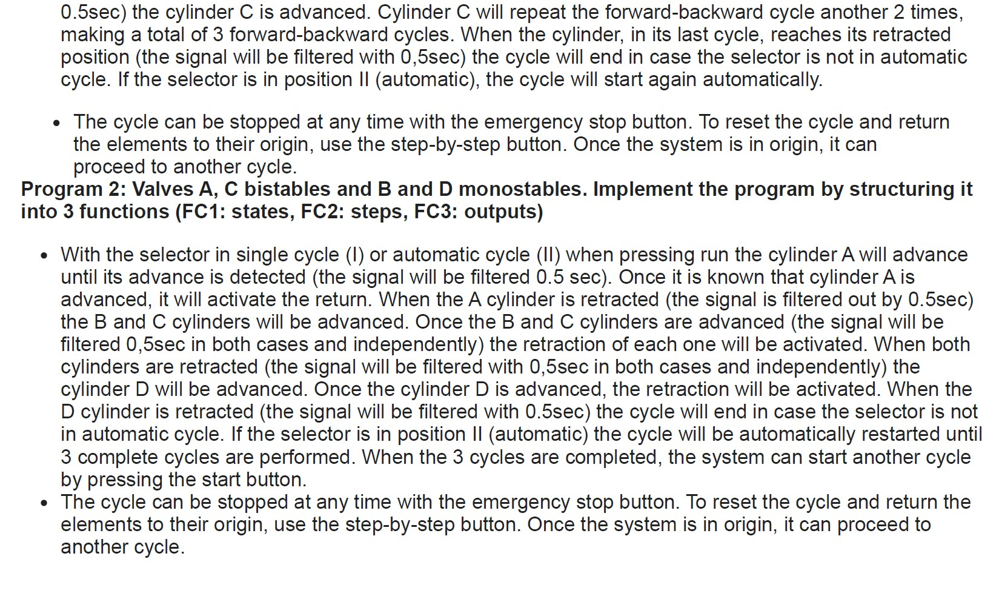 0.5sec) the cylinder C is advanced. Cylinder C will repeat the forward-backward cycle another 2 times,
making a total of 3 forward-backward cycles. When the cylinder, in its last cycle, reaches its retracted
position (the signal will be filtered with 0,5sec) the cycle will end in case the selector is not in automatic
cycle. If the selector is in position II (automatic), the cycle will start again automatically.
• The cycle can be stopped at any time with the emergency stop button. To reset the cycle and return
the elements to their origin, use the step-by-step button. Once the system is in origin, it can
proceed to another cycle.
Program 2: Valves A, C bistables and B and D monostables. Implement the program by structuring it
into 3 functions (FC1: states, FC2: steps, FC3: outputs)
• With the selector in single cycle (I) or automatic cycle (II) when pressing run the cylinder A will advance
until its advance is detected (the signal will be filtered 0.5 sec). Once it is known that cylinder A is
advanced, it will activate the return. When the A cylinder is retracted (the signal is filtered out by 0.5sec)
the B and C cylinders will be advanced. Once the B and C cylinders are advanced (the signal will be
filtered 0,5sec in both cases and independently) the retraction of each one will be activated. When both
cylinders are retracted (the signal will be filtered with 0,5sec in both cases and independently) the
cylinder D will be advanced. Once the cylinder D is advanced, the retraction will be activated. When the
D cylinder is retracted (the signal will be filtered with 0.5sec) the cycle will end in case the selector is not
in automatic cycle. If the selector is in position II (automatic) the cycle will be automatically restarted until
3 complete cycles are performed. When the 3 cycles are completed, the system can start another cycle
by pressing the start button.
• The cycle can be stopped at any time with the emergency stop button. To reset the cycle and return the
elements to their origin, use the step-by-step button. Once the system is in origin, it can proceed to
another cycle.